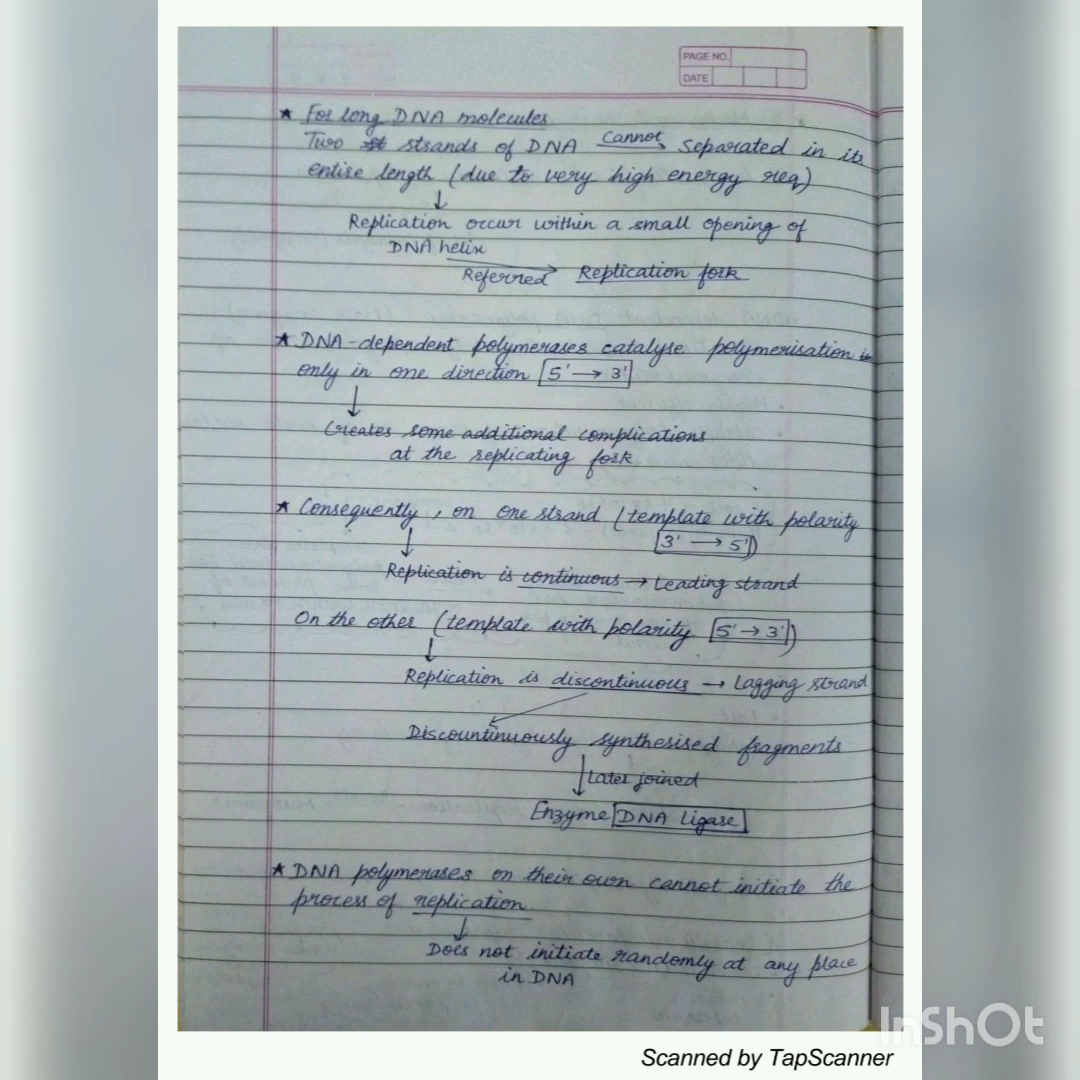 PAGE NO.
DATE
★ For long DNA molecules
Two strands of DNA cannot → separated in its
entire length (due to very high energy req)
↓
Replication occur within a small opening of
DNA helix
Referred → Replication fork
★ DNA-dependent polymerases catalyse polymerisation in
only in one direction 5' → 3'
↓
Creates some additional complications
at the replicating fork
★ Consequently, on one strand (template with polarity
3' → 5')
↓
Replication is continuous → Leading strand
On the other (template with polarity 5' → 3')
↓
Replication is discontinuous → Lagging strand
Discountinuously synthesised fragments
↓ Later joined
Enzyme DNA Ligase
★ DNA polymerases on their own cannot initiate the
process of replication
↓
Does not initiate randomly at any place
in DNA
InShOt
Scanned by TapScanner